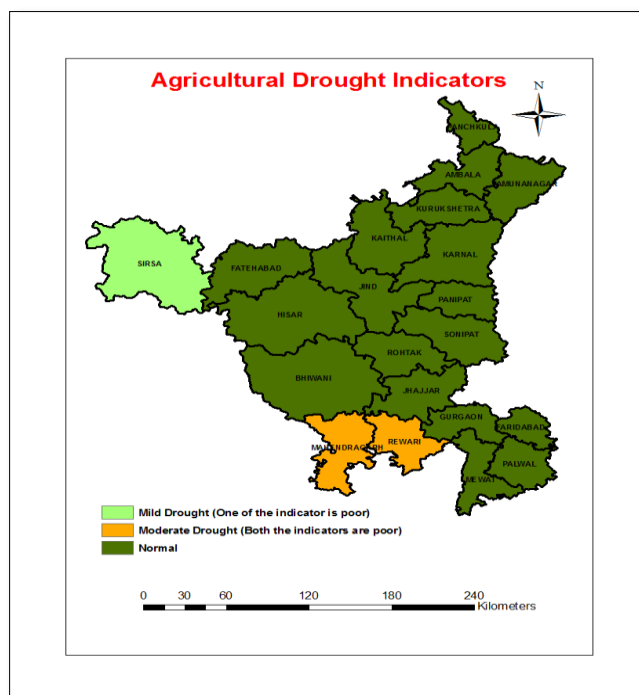 Agricultural Drought Indicators
N
PANCHKULA
AMBALA
YAMUNANAGAR
KURUKSHETRA
KAITHAL
KARNAL
SIRSA
FATEHABAD
JIND
PANIPAT
HISAR
SONIPAT
ROHTAK
BHIWANI
JHAJJAR
GURGAON
FARIDABAD
MAHENDRAGARH
REWARI
PALWAL
MEWAT
Mild Drought (One of the indicator is poor)
Moderate Drought (Both the indicators are poor)
Normal
0 15 30 60 120 180 240
Kilometers